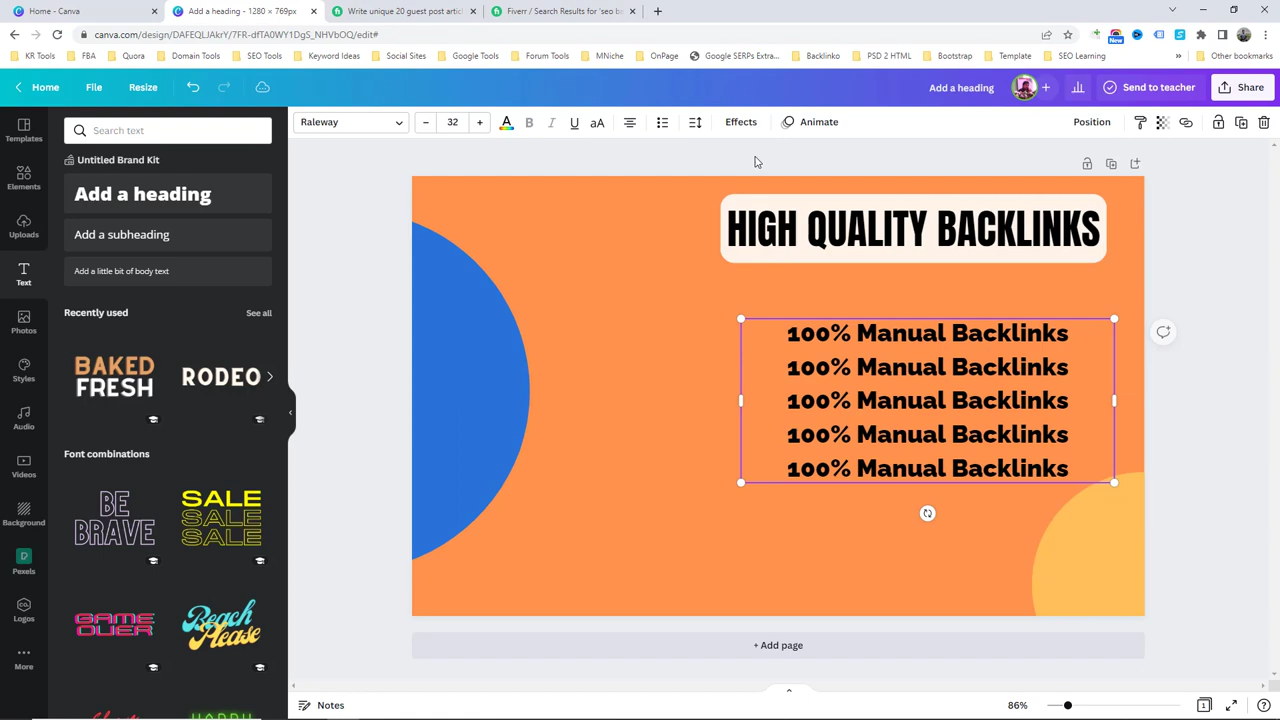 Home - Canva
Add a heading - 1280 × 769px
Write unique 20 guest post articl
Fiverr / Search Results for 'seo ba
canva.com/design/DAFEQLJAkrY/7FR-dfTA0WY1DgS_NHVbOQ/edit#
KR Tools
FBA
Quora
Domain Tools
SEO Tools
Keyword Ideas
Social Sites
Google Tools
Forum Tools
MNiche
OnPage
Google SERPs Extra...
Backlinko
PSD 2 HTML
Bootstrap
Template
SEO Learning
Other bookmarks
New
Home
File
Resize
Add a heading
Send to teacher
Share
Raleway
32
Effects
Animate
Position
Templates
Elements
Uploads
Text
Photos
Styles
Audio
Videos
Background
Pexels
Logos
More
Search text
Untitled Brand Kit
Add a heading
Add a subheading
Add a little bit of body text
Recently used
See all
BAKED
FRESH
RODEO
Font combinations
BE
BRAVE
SALE
SALE
SALE
GAME
OVER
Beach
Please
HIGH QUALITY BACKLINKS
100% Manual Backlinks
100% Manual Backlinks
100% Manual Backlinks
100% Manual Backlinks
100% Manual Backlinks
+ Add page
Notes
86%
1